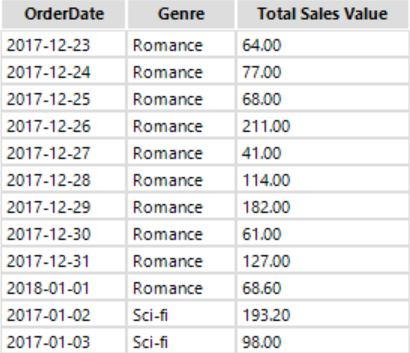 OrderDate Genre Total Sales Value
2017-12-23 Romance 64.00
2017-12-24 Romance 77.00
2017-12-25 Romance 68.00
2017-12-26 Romance 211.00
2017-12-27 Romance 41.00
2017-12-28 Romance 114.00
2017-12-29 Romance 182.00
2017-12-30 Romance 61.00
2017-12-31 Romance 127.00
2018-01-01 Romance 68.60
2017-01-02 Sci-fi 193.20
2017-01-03 Sci-fi 98.00